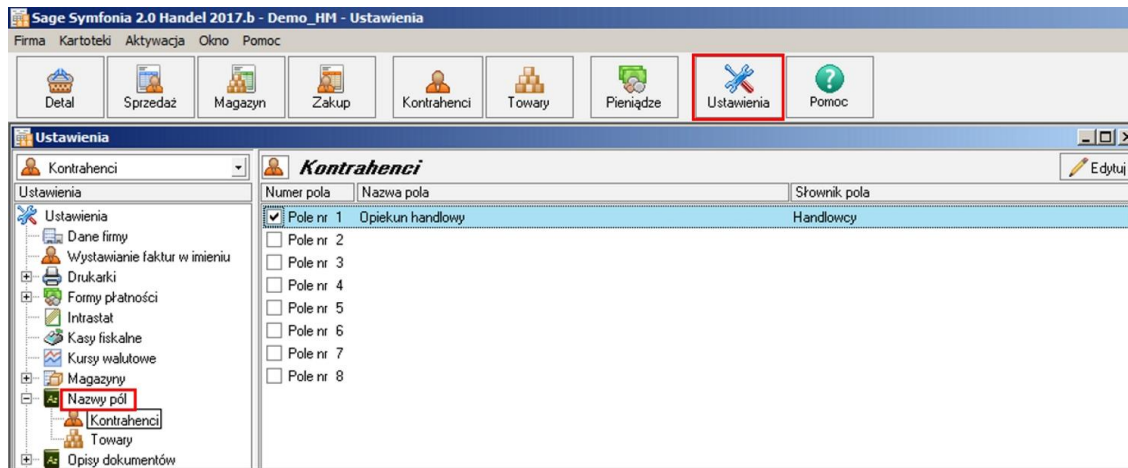 Sage Symfonia 2.0 Handel 2017.b - Demo_HM - Ustawienia
Firma Kartoteki Aktywacja Okno Pomoc
Detal Sprzedaż Magazyn Zakup Kontrahenci Towary Pieniądze Ustawienia Pomoc
Ustawienia
Kontrahenci
Kontrahenci
Edytuj
Ustawienia
Numer pola Nazwa pola Słownik pola
Ustawienia
Pole nr 1 Opiekun handlowy Handlowcy
Dane firmy
Pole nr 2
Wystawianie faktur w imieniu
Pole nr 3
Drukarki
Pole nr 4
Formy płatności
Pole nr 5
Intrastat
Pole nr 6
Kasy fiskalne
Pole nr 7
Kursy walutowe
Pole nr 8
Magazyny
Nazwy pól
Kontrahenci
Towary
Opisy dokumentów